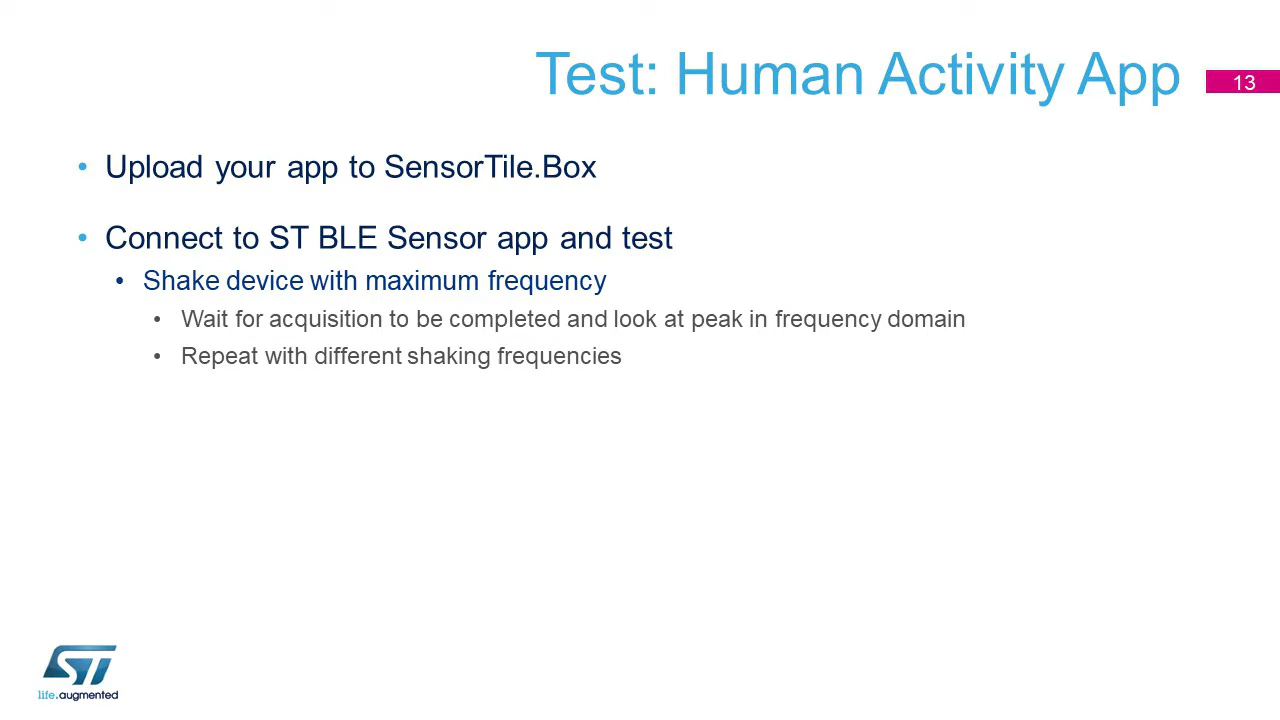 Test: Human Activity App
13
• Upload your app to SensorTile.Box
• Connect to ST BLE Sensor app and test
• Shake device with maximum frequency
• Wait for acquisition to be completed and look at peak in frequency domain
• Repeat with different shaking frequencies
ST
life.augmented